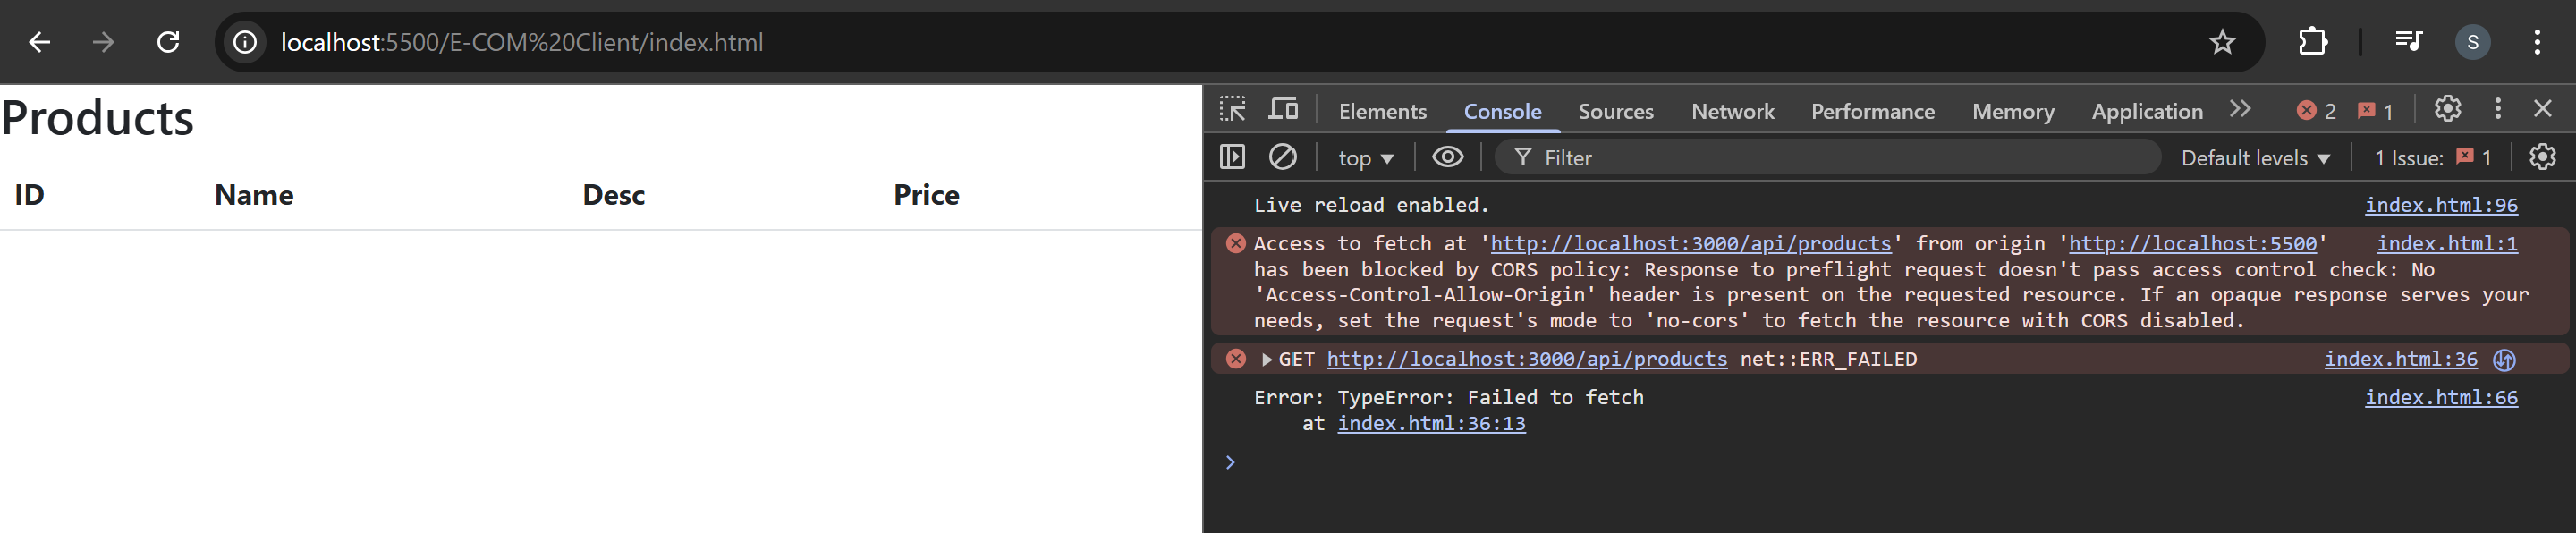 localhost:5500/E-COM%20Client/index.html
S
Products
ID Name Desc Price
Elements Console Sources Network Performance Memory Application 2 1
top Filter Default levels 1 Issue: 1
Live reload enabled. index.html:96
Access to fetch at 'http://localhost:3000/api/products' from origin 'http://localhost:5500' index.html:1
has been blocked by CORS policy: Response to preflight request doesn't pass access control check: No
'Access-Control-Allow-Origin' header is present on the requested resource. If an opaque response serves your
needs, set the request's mode to 'no-cors' to fetch the resource with CORS disabled.
GET http://localhost:3000/api/products net::ERR_FAILED index.html:36
Error: TypeError: Failed to fetch index.html:66
at index.html:36:13